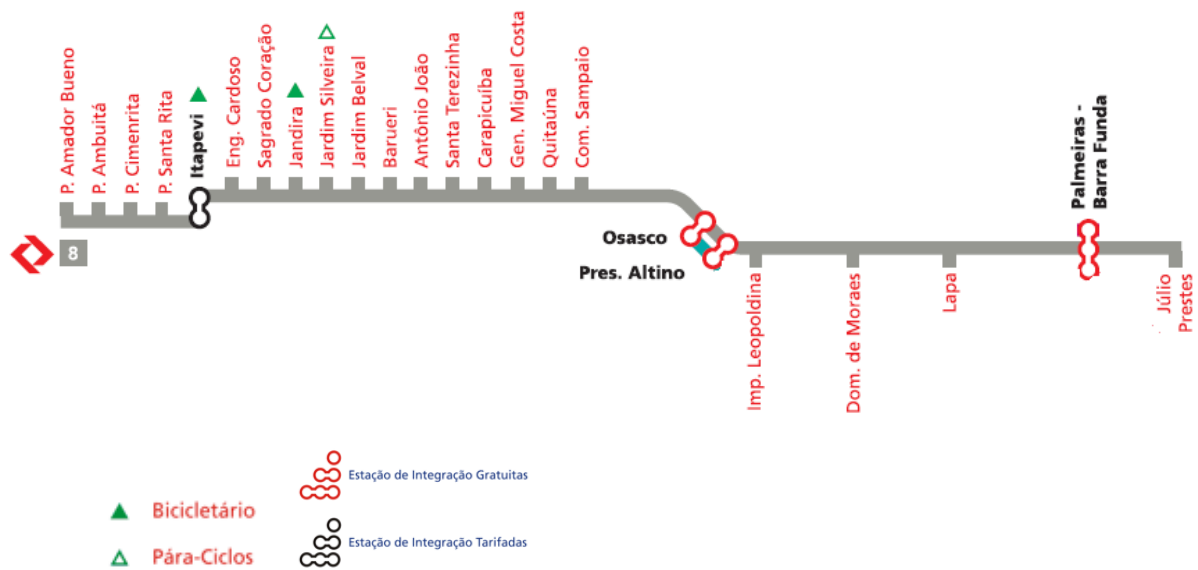 P. Amador Bueno
P. Ambuitá
P. Cimenrita
P. Santa Rita
Itapevi
Eng. Cardoso
Sagrado Coração
Jandira
Jardim Silveira
Jardim Belval
Barueri
Antônio João
Santa Terezinha
Carapicuíba
Gen. Miguel Costa
Quitaúna
Com. Sampaio
Palmeiras -
Barra Funda
8
Osasco
Pres. Altino
Imp. Leopoldina
Dom. de Moraes
Lapa
Júlio
Prestes
Estação de Integração Gratuitas
Bicicletário
Estação de Integração Tarifadas
Pára-Ciclos